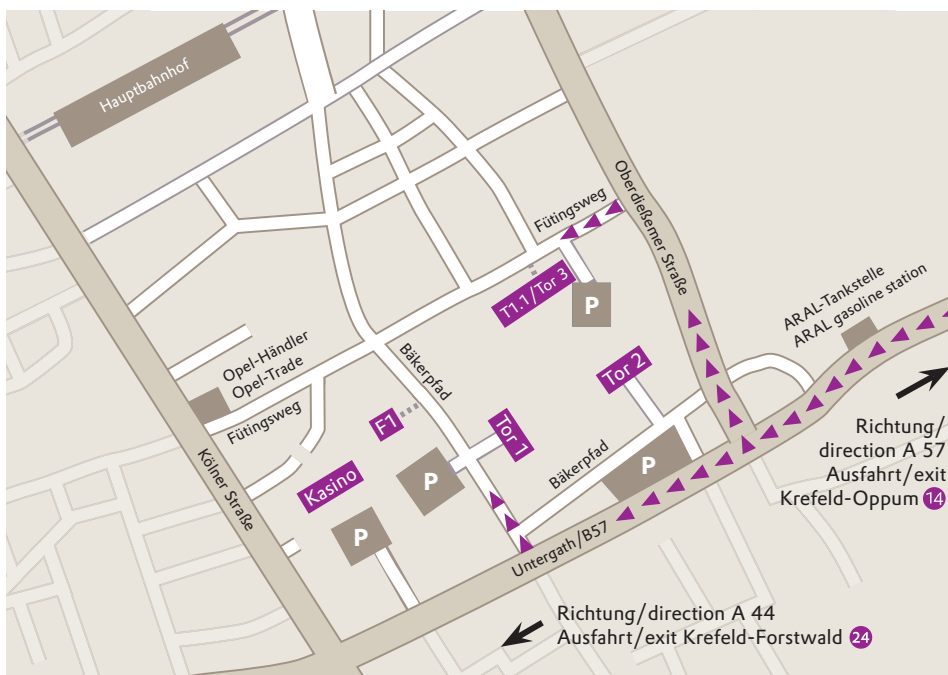 Hauptbahnhof
Oberdießemer Straße
Fütingsweg
T1.1/Tor 3
P
ARAL-Tankstelle
ARAL gasoline station
Opel-Händler
Opel-Trade
Fütingsweg
Bäkerpfad
Tor 2
F1
Tor 1
Richtung/
direction A 57
Ausfahrt/exit
Krefeld-Oppum 14
Kölner Straße
Kasino
P
Bäkerpfad
P
P
Untergath/B57
Richtung/direction A 44
Ausfahrt/exit Krefeld-Forstwald 24